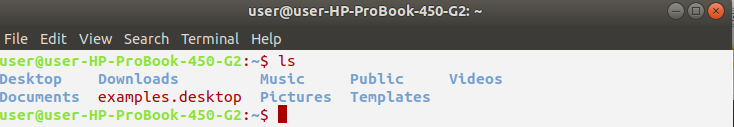 user@user-HP-ProBook-450-G2: ~
File Edit View Search Terminal Help
user@user-HP-ProBook-450-G2:~$ ls
Desktop Downloads Music Public Videos
Documents examples.desktop Pictures Templates
user@user-HP-ProBook-450-G2:~$